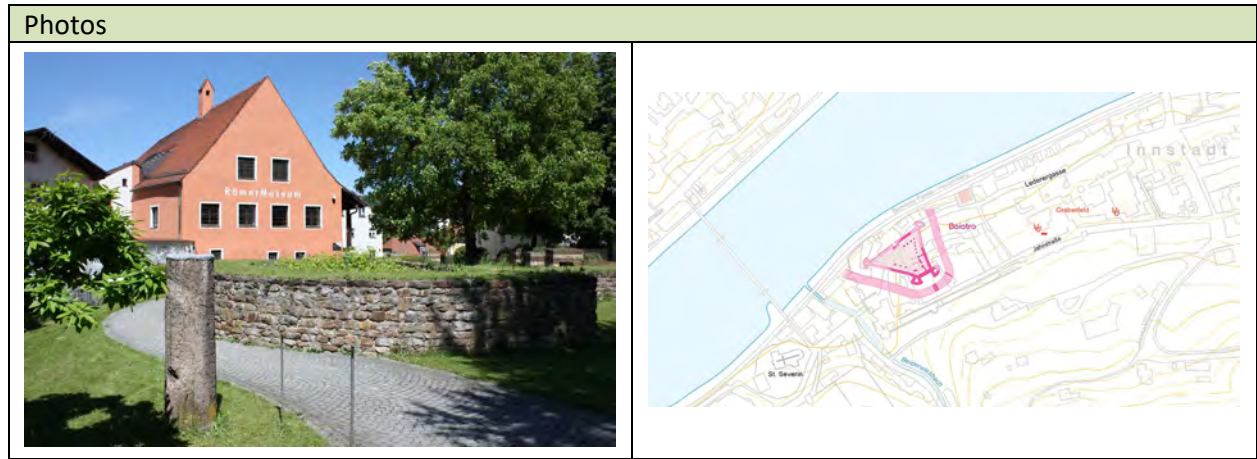 Photos
RömerMuseum
Innstadt
Lederergasse
Gräberfeld
Boiotro
Jahnstraße
St. Severin